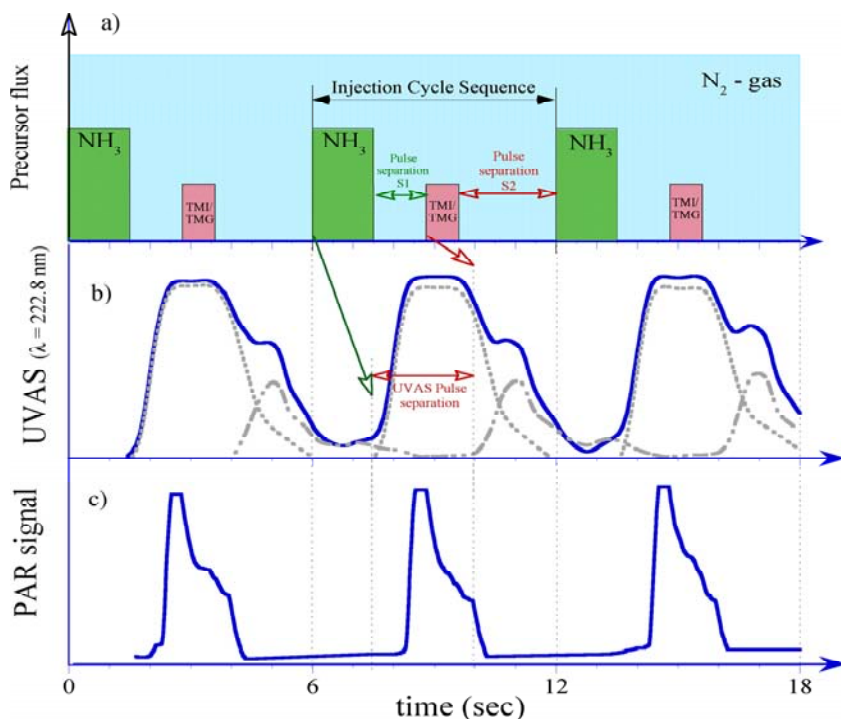 a)
Precursor flux
N2 - gas
Injection Cycle Sequence
NH3
NH3
NH3
Pulse
separation
S1
Pulse
separation
S2
TMI/
TMG
TMI/
TMG
TMI/
TMG
b)
UVAS (λ = 222.8 nm)
UVAS Pulse
separation
c)
PAR signal
0
6
12
18
time (sec)